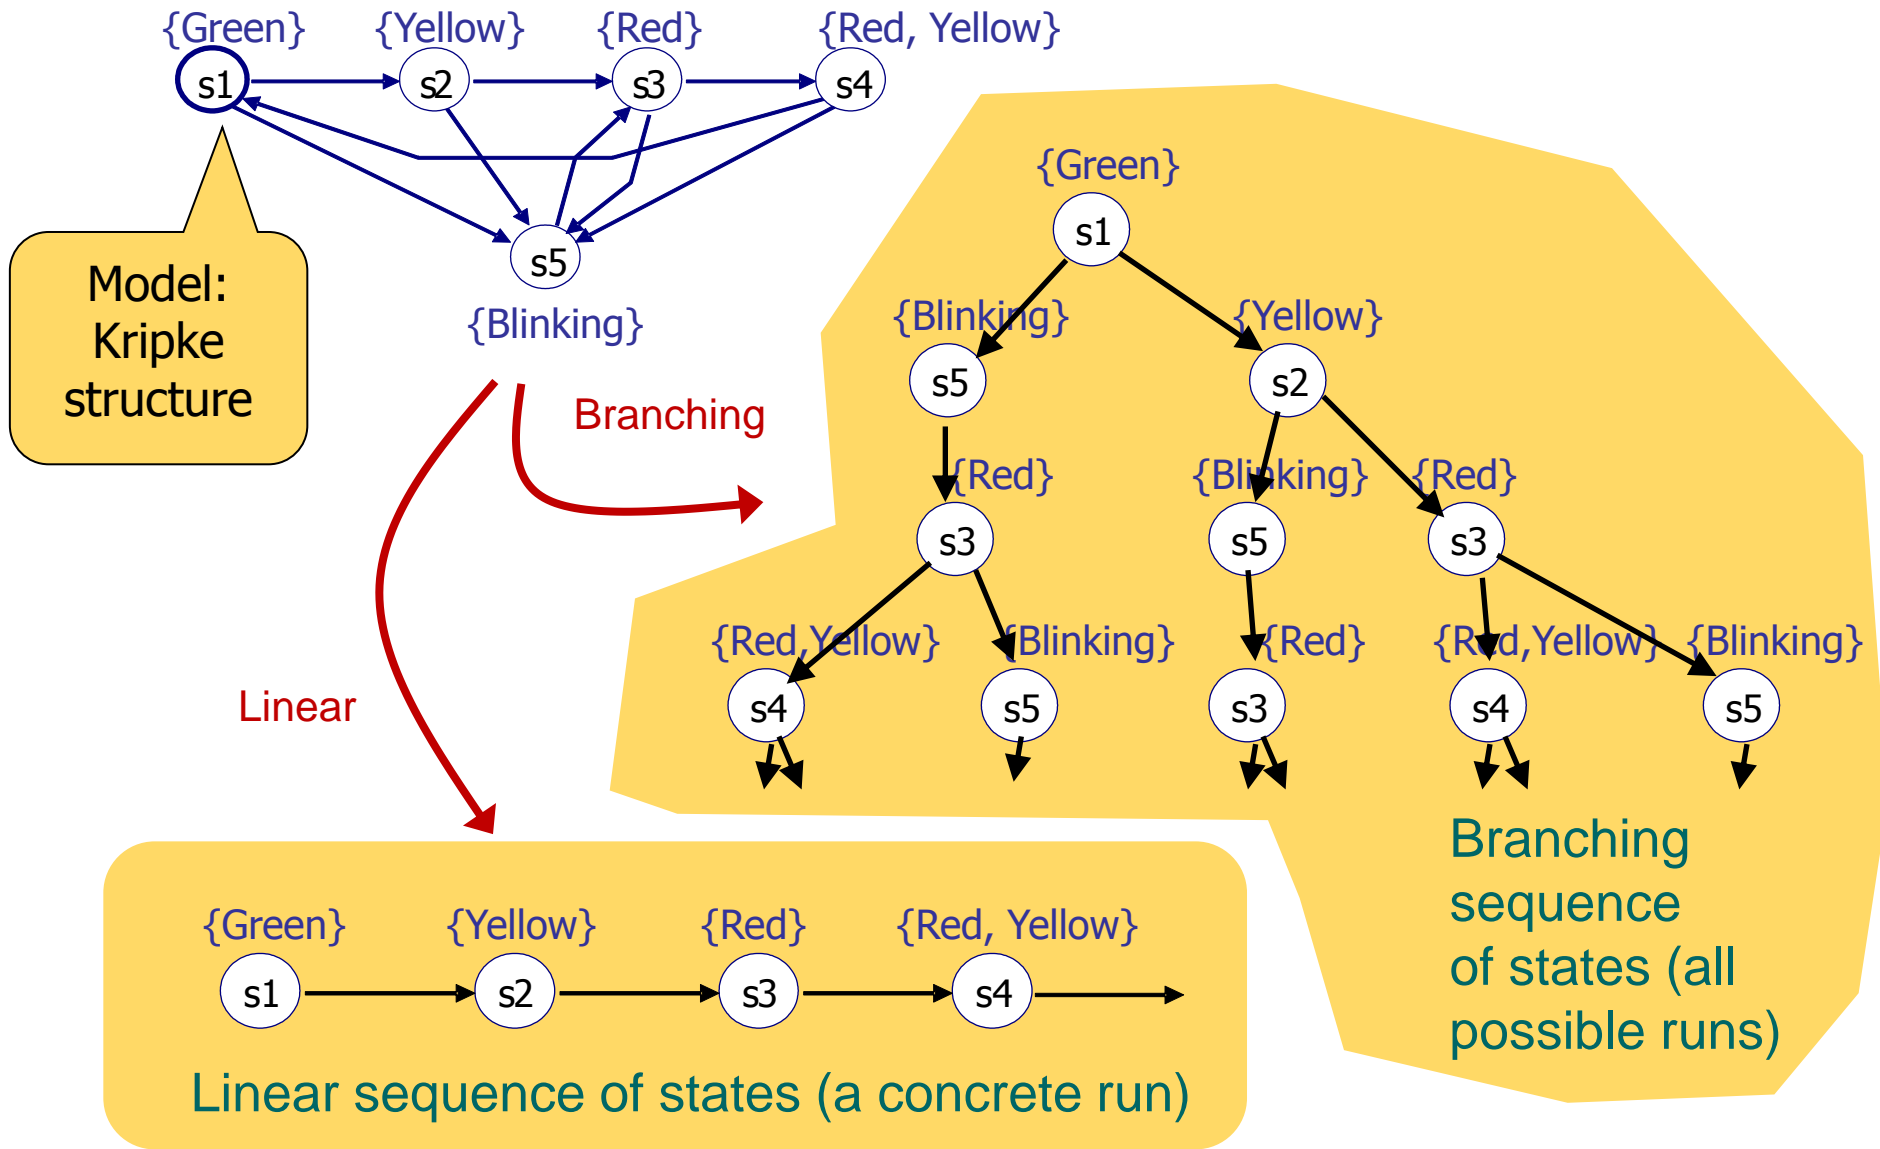 {Green} {Yellow} {Red} {Red, Yellow}
s1 s2 s3 s4
s5
{Blinking}
Model:
Kripke
structure
Branching
Linear
{Green}
s1
{Blinking} {Yellow}
s5 s2
{Red} {Blinking} {Red}
s3 s5 s3
{Red,Yellow} {Blinking} {Red} {Red,Yellow} {Blinking}
s4 s5 s3 s4 s5
Branching
sequence
of states (all
possible runs)
{Green} {Yellow} {Red} {Red, Yellow}
s1 s2 s3 s4
Linear sequence of states (a concrete run)